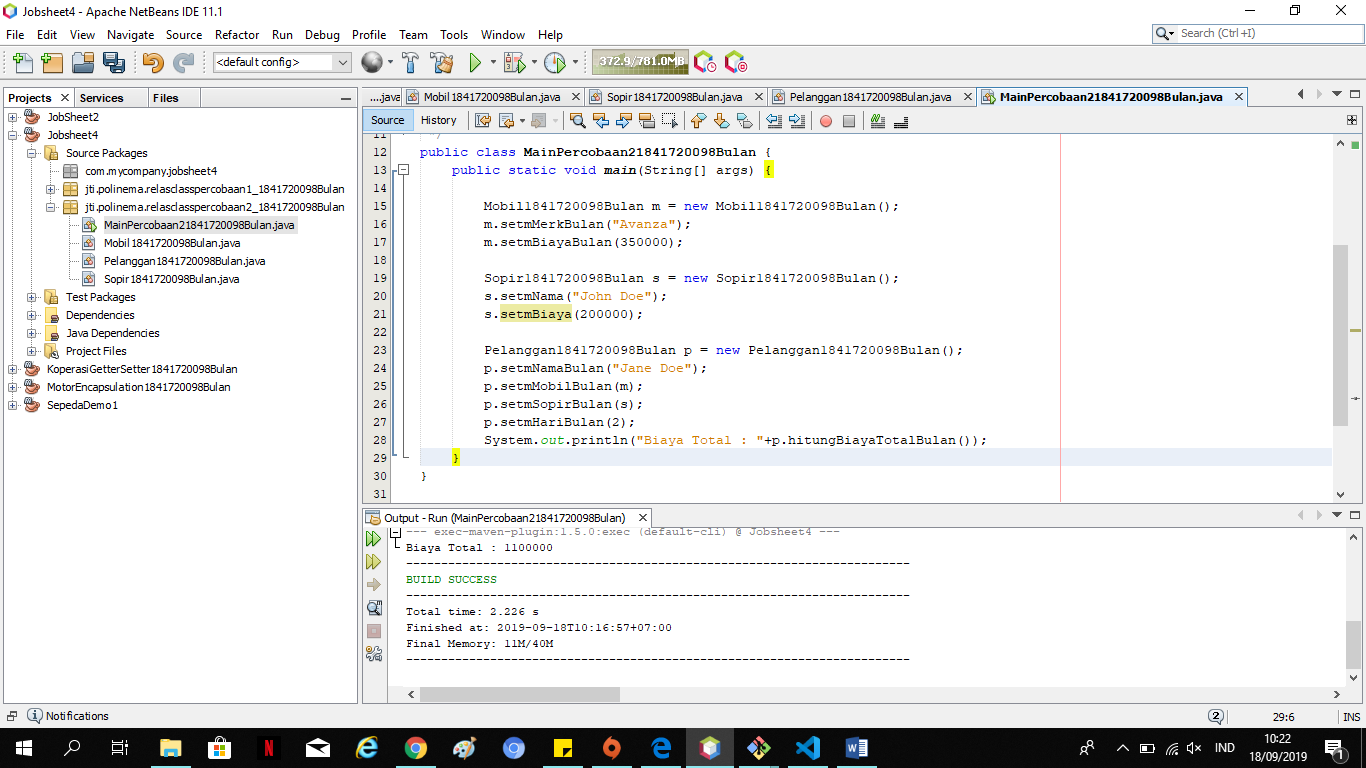 Jobsheet4 - Apache NetBeans IDE 11.1
File Edit View Navigate Source Refactor Run Debug Profile Team Tools Window Help
Search (Ctrl+I)
<default config>
372.9/781.0MB
Projects Services Files
JobSheet2
Jobsheet4
Source Packages
com.mycompany.jobsheet4
jti.polinema.relasclasspercobaan1_1841720098Bulan
jti.polinema.relasclasspercobaan2_1841720098Bulan
MainPercobaan21841720098Bulan.java
Mobil1841720098Bulan.java
Pelanggan1841720098Bulan.java
Sopir1841720098Bulan.java
Test Packages
Dependencies
Java Dependencies
Project Files
KoperasiGetterSetter1841720098Bulan
MotorEncapsulation1841720098Bulan
SepedaDemo1
....java Mobil1841720098Bulan.java Sopir1841720098Bulan.java Pelanggan1841720098Bulan.java MainPercobaan21841720098Bulan.java
Source History
11 */
12 public class MainPercobaan21841720098Bulan {
13 public static void main(String[] args) {
14
15 Mobil1841720098Bulan m = new Mobil1841720098Bulan();
16 m.setmMerkBulan("Avanza");
17 m.setmBiayaBulan(350000);
18
19 Sopir1841720098Bulan s = new Sopir1841720098Bulan();
20 s.setmNama("John Doe");
21 s.setmBiaya(200000);
22
23 Pelanggan1841720098Bulan p = new Pelanggan1841720098Bulan();
24 p.setmNamaBulan("Jane Doe");
25 p.setmMobilBulan(m);
26 p.setmSopirBulan(s);
27 p.setmHariBulan(2);
28 System.out.println("Biaya Total : "+p.hitungBiayaTotalBulan());
29 }
30 }
31
Output - Run (MainPercobaan21841720098Bulan)
--- exec-maven-plugin:1.5.0:exec (default-cli) @ Jobsheet4 ---
Biaya Total : 1100000
------------------------------------------------------------------------
BUILD SUCCESS
------------------------------------------------------------------------
Total time: 2.226 s
Finished at: 2019-09-18T10:16:57+07:00
Final Memory: 11M/40M
------------------------------------------------------------------------
Notifications
2
29:6
INS
IND
10:22
18/09/2019
1